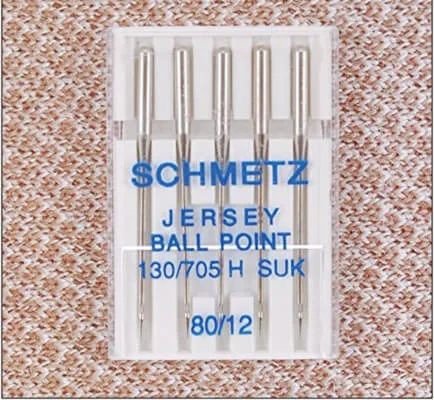 SCHMETZ
JERSEY
BALL POINT
130/705 H SUK
80/12